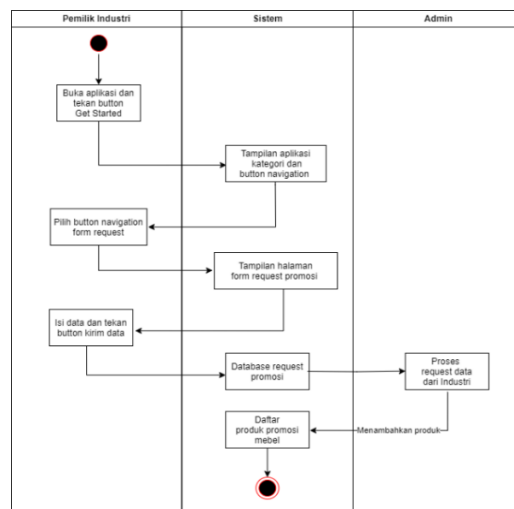 Pemilik Industri
Sistem
Admin
Buka aplikasi dan
tekan button
Get Started
Tampilan aplikasi
kategori dan
button navigation
Pilih button navigation
form request
Tampilan halaman
form request promosi
Isi data dan tekan
button kirim data
Database request
promosi
Proses
request data
dari Industri
Daftar
produk promosi
mebel
Menambahkan produk